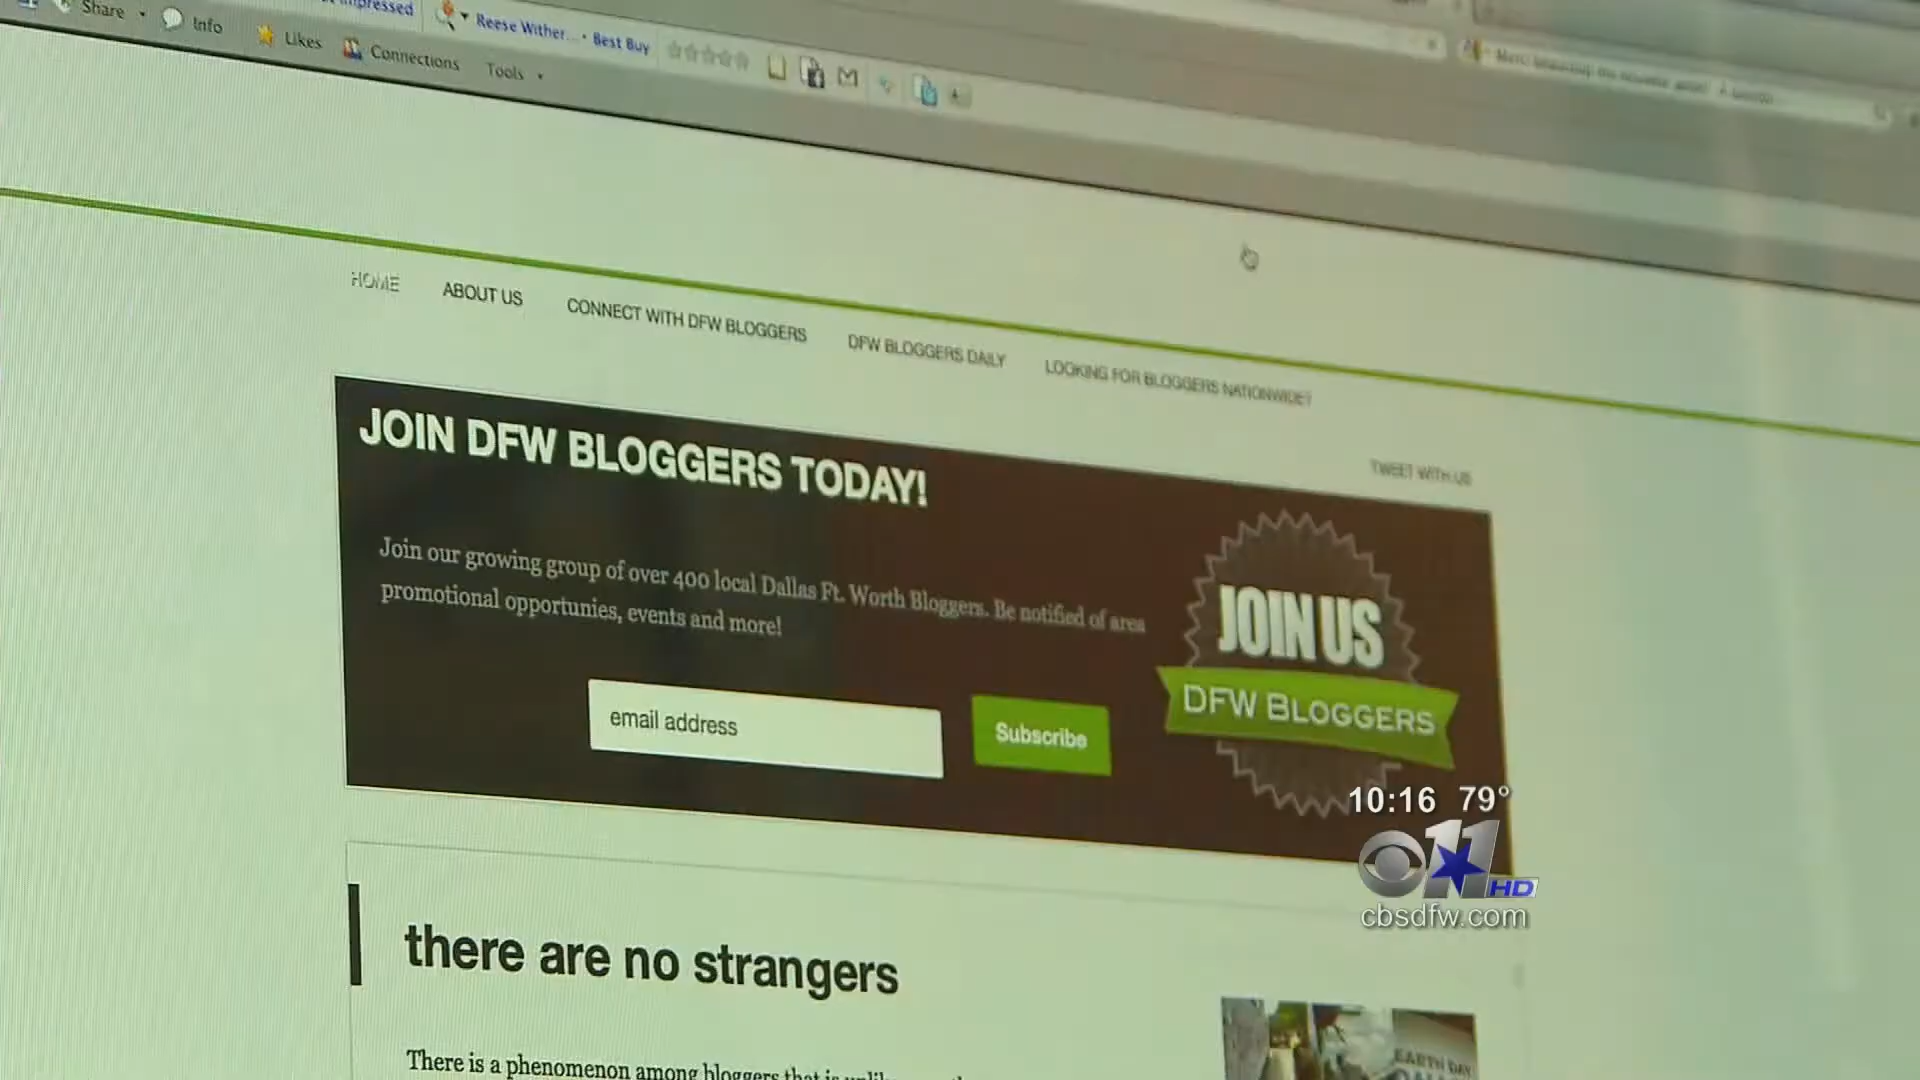 Share
Info
Likes
Connections
Tools
Reese Wither... • Best Buy
HOME
ABOUT US
CONNECT WITH DFW BLOGGERS
DFW BLOGGERS DAILY
LOOKING FOR BLOGGERS NATIONWIDE?
TWEET WITH US
JOIN DFW BLOGGERS TODAY!
Join our growing group of over 400 local Dallas Ft. Worth Bloggers. Be notified of area
promotional opportunies, events and more!
email address
Subscribe
JOIN US
DFW BLOGGERS
10:16 79°
11 HD
cbsdfw.com
there are no strangers
There is a phenomenon among bloggers that is
EARTH DAY